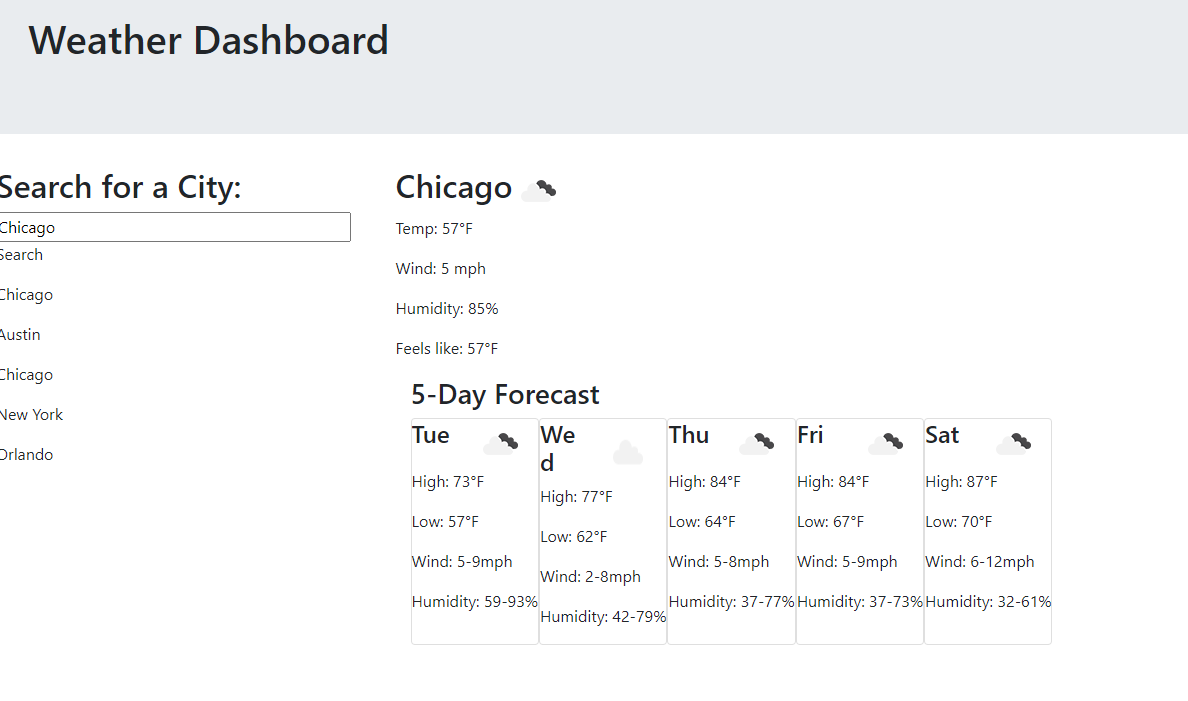 Weather Dashboard
Search for a City:
Chicago
Search
Chicago
Austin
Chicago
New York
Orlando
Chicago
Temp: 57°F
Wind: 5 mph
Humidity: 85%
Feels like: 57°F
5-Day Forecast
Tue
High: 73°F
Low: 57°F
Wind: 5-9mph
Humidity: 59-93%
We
d
High: 77°F
Low: 62°F
Wind: 2-8mph
Humidity: 42-79%
Thu
High: 84°F
Low: 64°F
Wind: 5-8mph
Humidity: 37-77%
Fri
High: 84°F
Low: 67°F
Wind: 5-9mph
Humidity: 37-73%
Sat
High: 87°F
Low: 70°F
Wind: 6-12mph
Humidity: 32-61%